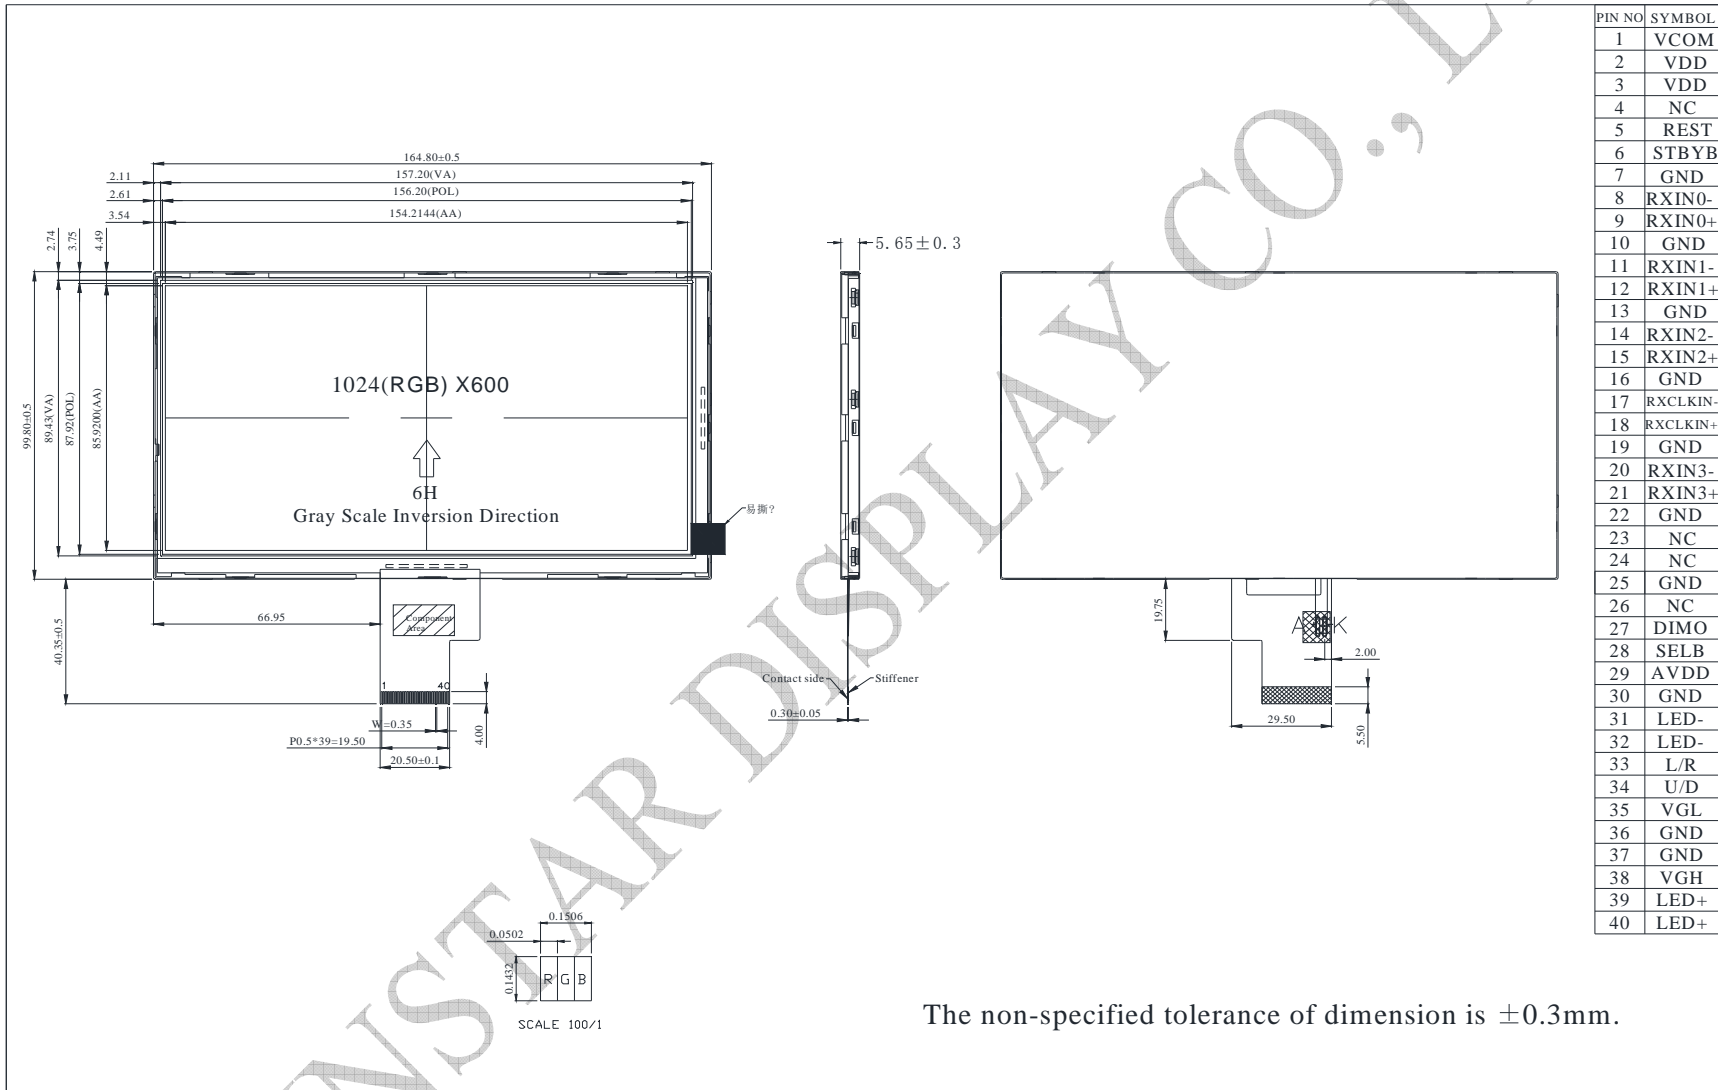 164.80±0.5
2.11
157.20(VA)
2.61
156.20(POL)
3.54
154.2144(AA)
2.74
3.75
4.49
99.80±0.5
89.43(VA)
87.92(POL)
85.9200(AA)
1024(RGB) X600
6H
Gray Scale Inversion Direction
易撕?
66.95
40.35±0.5
Component
Area
1
40
W=0.35
P0.5*39=19.50
20.50±0.1
4.00
5.65±0.3
Contact side
Stiffener
0.30±0.05
19.75
A
K
2.00
29.50
5.50
0.1506
0.0502
0.1432
R G B
SCALE 100/1
The non-specified tolerance of dimension is ±0.3mm.
PIN NO SYMBOL
1 VCOM
2 VDD
3 VDD
4 NC
5 REST
6 STBYB
7 GND
8 RXIN0-
9 RXIN0+
10 GND
11 RXIN1-
12 RXIN1+
13 GND
14 RXIN2-
15 RXIN2+
16 GND
17 RXCLKIN-
18 RXCLKIN+
19 GND
20 RXIN3-
21 RXIN3+
22 GND
23 NC
24 NC
25 GND
26 NC
27 DIMO
28 SELB
29 AVDD
30 GND
31 LED-
32 LED-
33 L/R
34 U/D
35 VGL
36 GND
37 GND
38 VGH
39 LED+
40 LED+
NSTAR DISPLAY CO., L